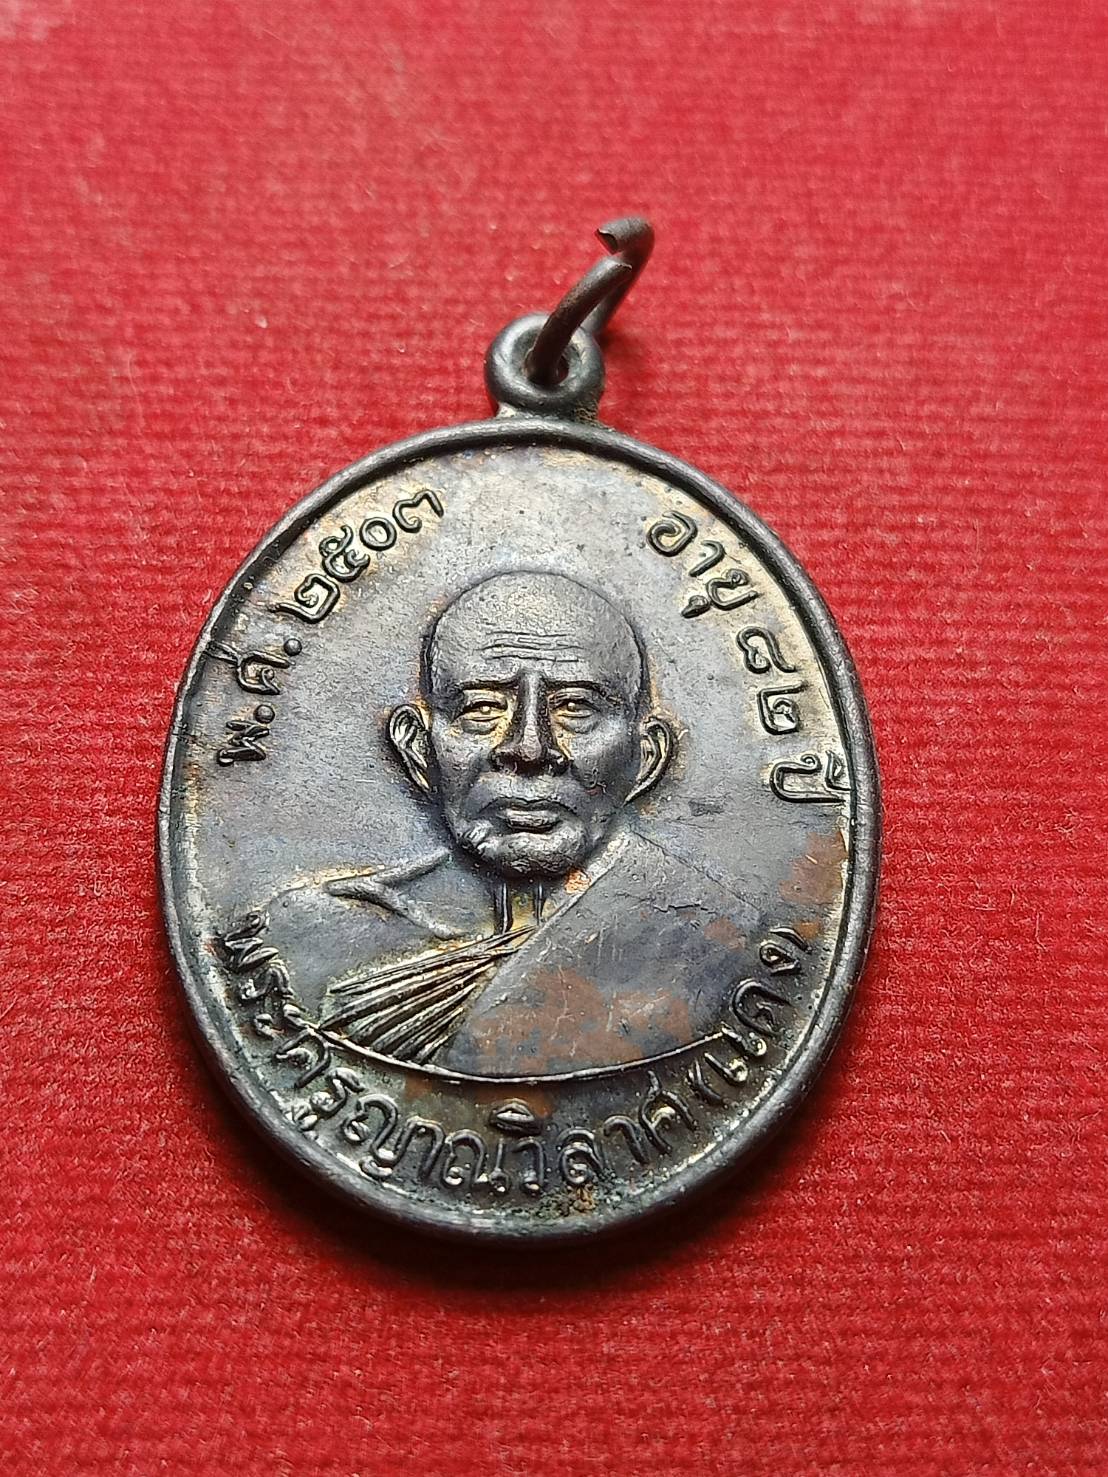 พ.ศ. ๒๕๐๓
อายุ ๘๒ ปี
พระครูญาณวิลาศ (แดง)